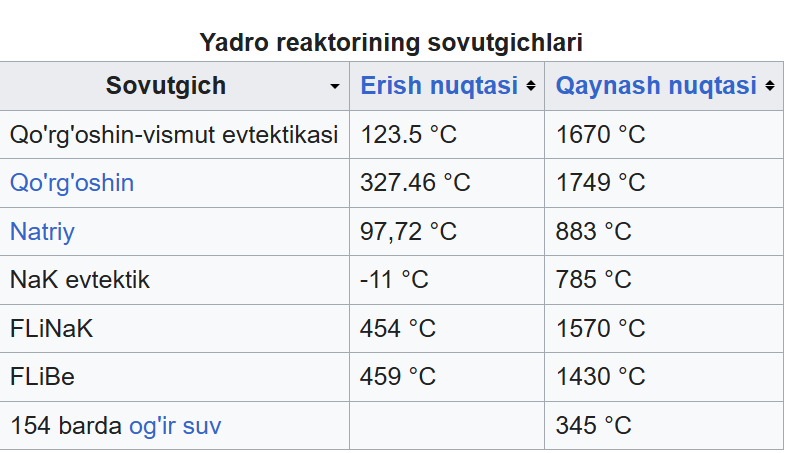 Yadro reaktorining sovutgichlari
Sovutgich Erish nuqtasi Qaynash nuqtasi
Qo'rg'oshin-vismut evtektikasi 123.5 °C 1670 °C
Qo'rg'oshin 327.46 °C 1749 °C
Natriy 97,72 °C 883 °C
NaK evtektik -11 °C 785 °C
FLiNaK 454 °C 1570 °C
FLiBe 459 °C 1430 °C
154 barda og'ir suv 345 °C